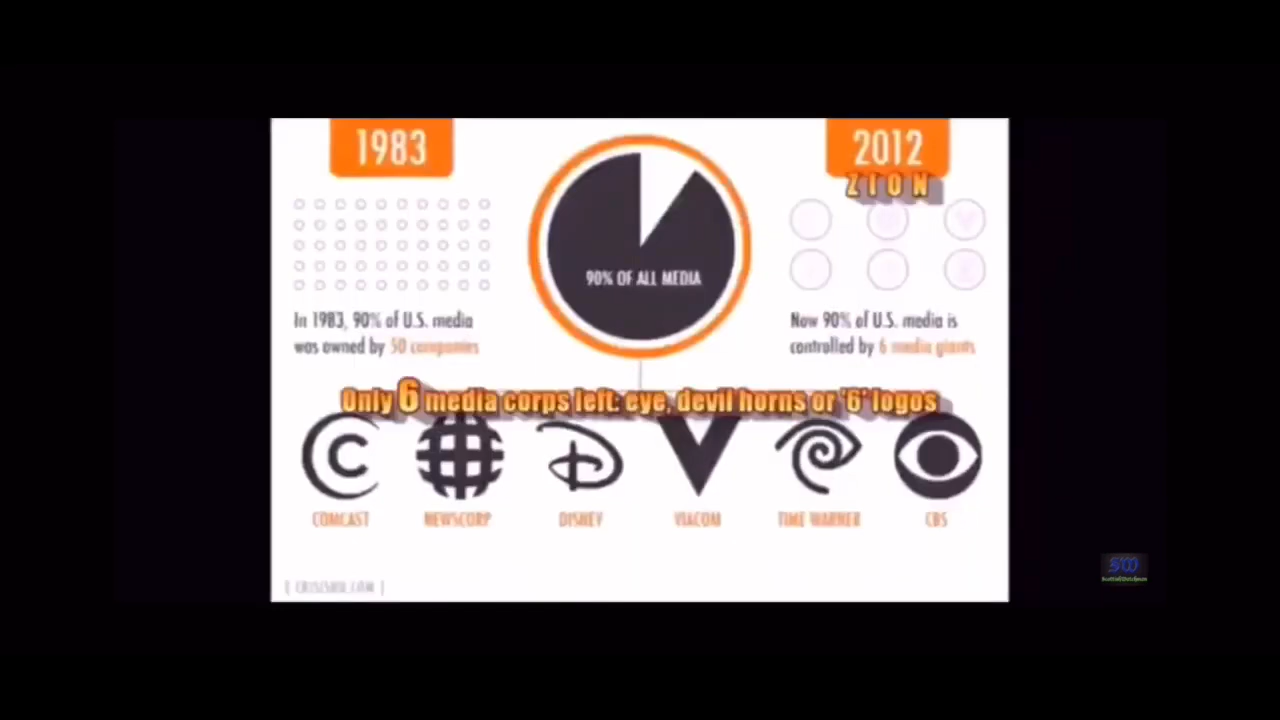 1983
2012
ZION
90% OF ALL MEDIA
In 1983, 90% of U.S. media
was owned by 50 companies
Now 90% of U.S. media is
controlled by 6 media giants
Only 6 media corps left: eye, devil horns or '6' logos
COMCAST
NEWSCORP
DISNEY
VIACOM
TIME WARNER
CBS